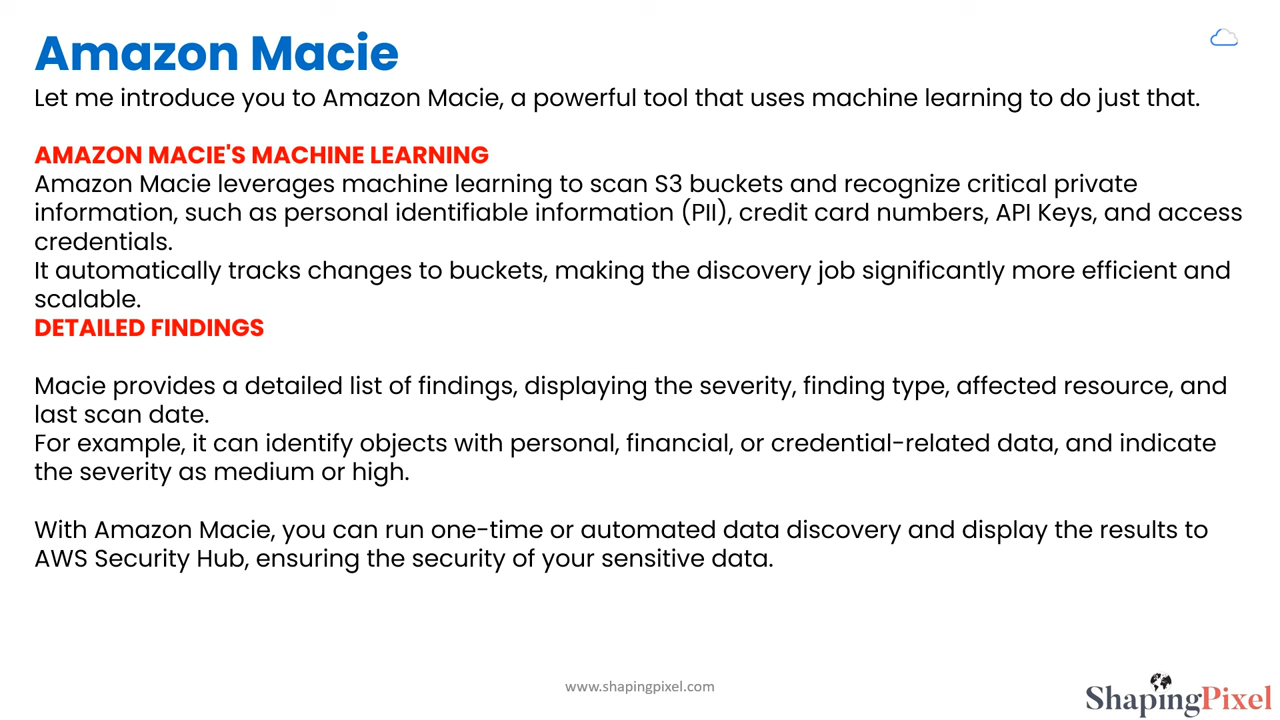 Amazon Macie
Let me introduce you to Amazon Macie, a powerful tool that uses machine learning to do just that.
AMAZON MACIE'S MACHINE LEARNING
Amazon Macie leverages machine learning to scan S3 buckets and recognize critical private
information, such as personal identifiable information (PII), credit card numbers, API Keys, and access
credentials.
It automatically tracks changes to buckets, making the discovery job significantly more efficient and
scalable.
DETAILED FINDINGS
Macie provides a detailed list of findings, displaying the severity, finding type, affected resource, and
last scan date.
For example, it can identify objects with personal, financial, or credential-related data, and indicate
the severity as medium or high.
With Amazon Macie, you can run one-time or automated data discovery and display the results to
AWS Security Hub, ensuring the security of your sensitive data.
www.shapingpixel.com
ShapingPixel